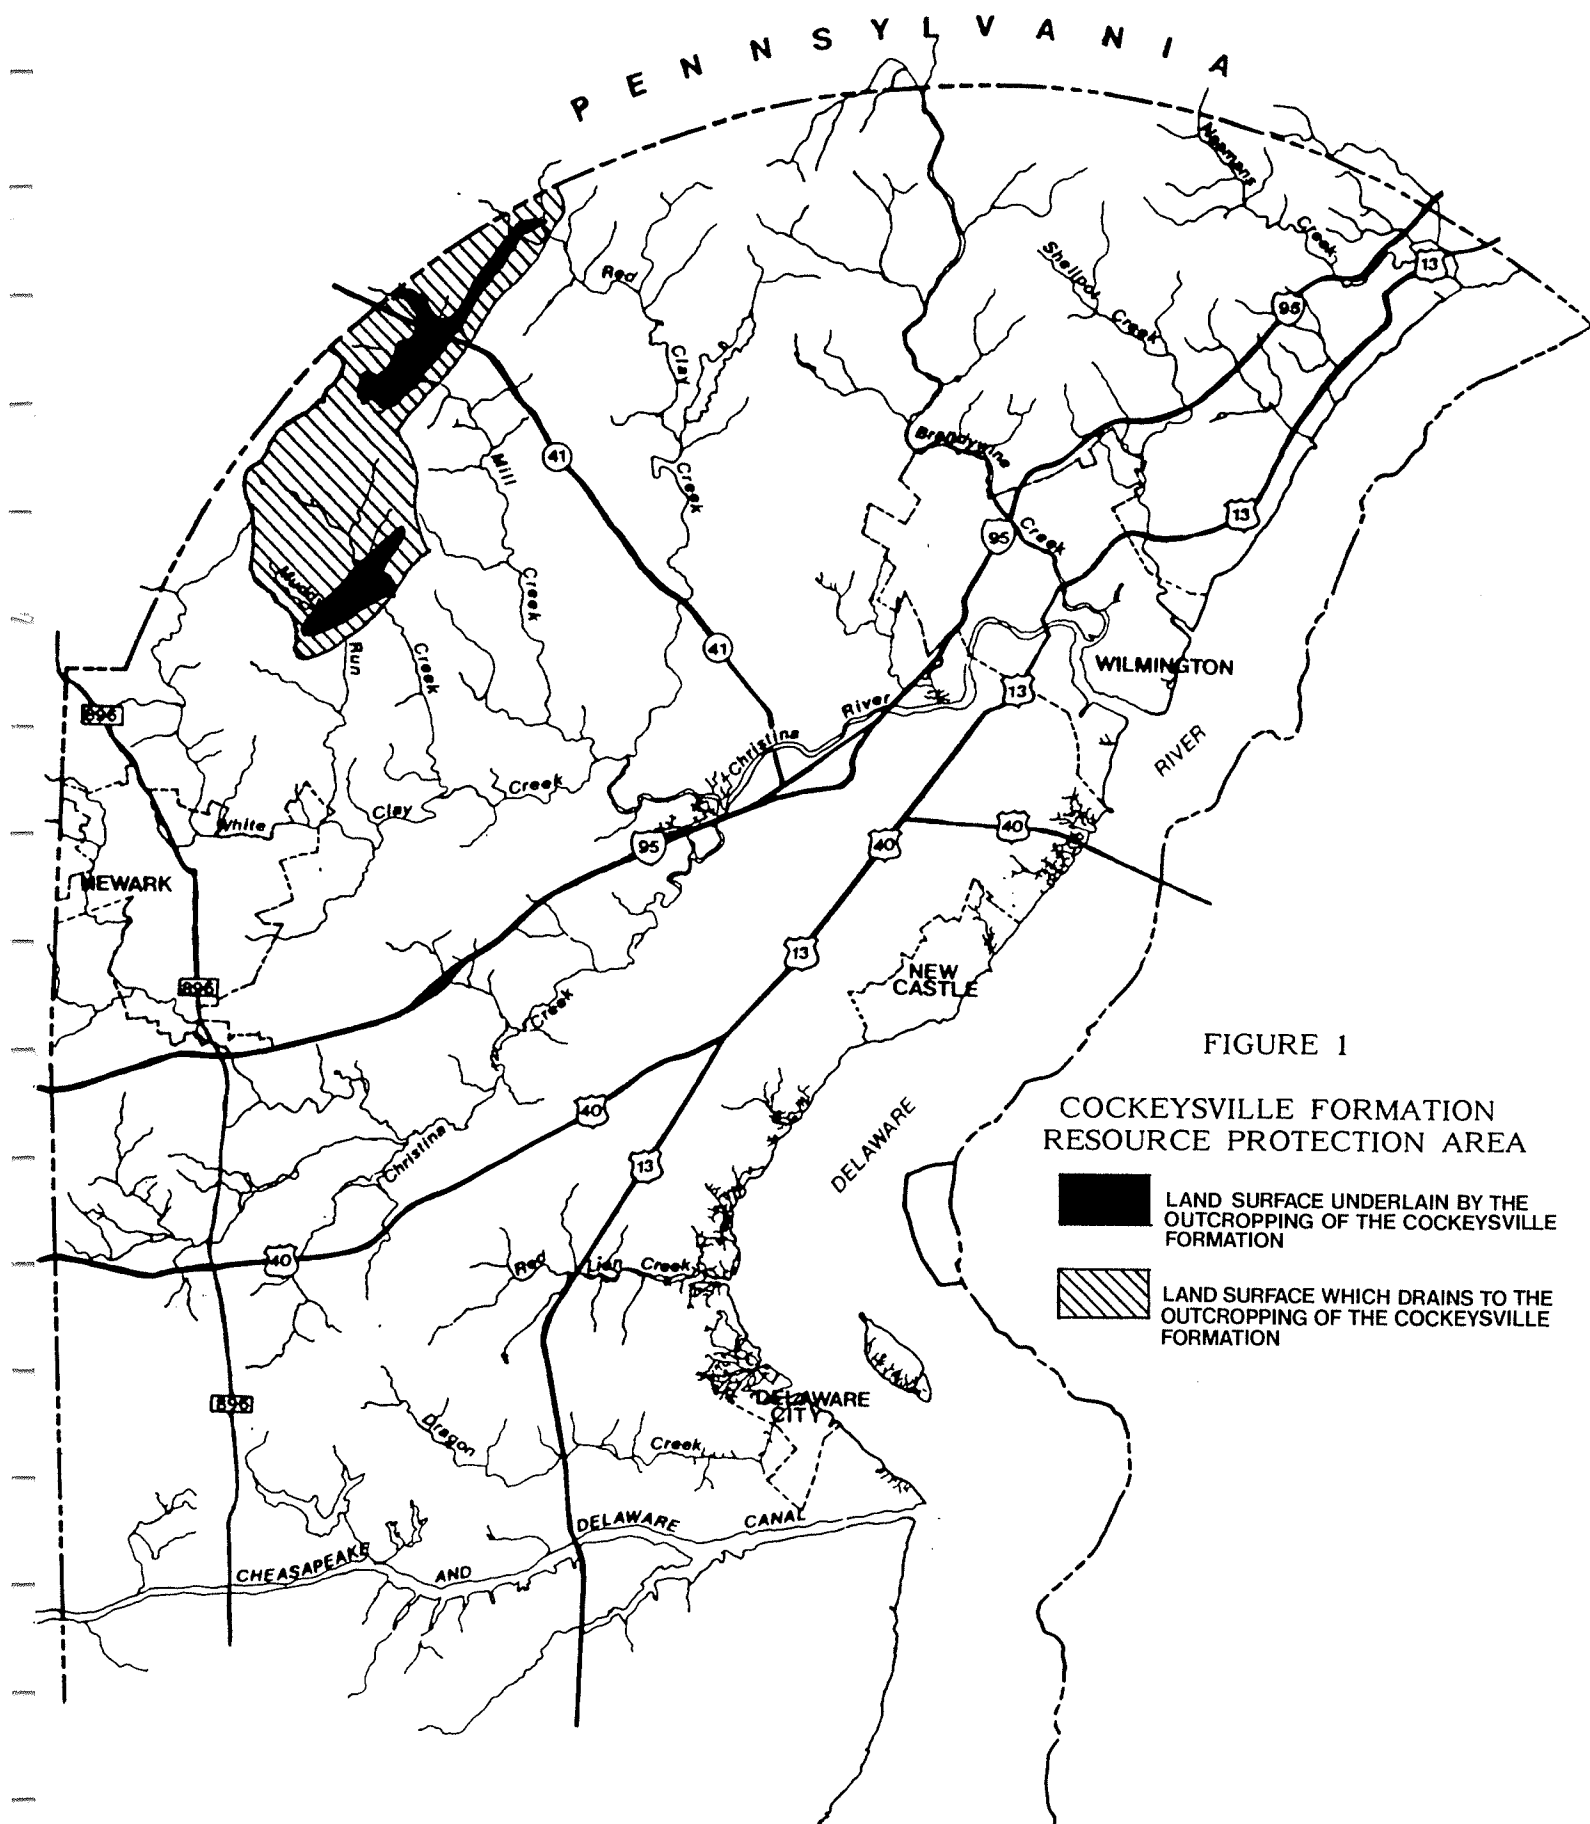 PENNSYLVANIA
Naamans
Creek
Shellpot
Creek
13
95
Red
Clay
Creek
41
Mill
Creek
Brandywine
Creek
95
13
Muddy
Run
Creek
41
WILMINGTON
13
River
Christina
RIVER
896
Creek
Clay
White
95
40
40
NEWARK
13
NEW
CASTLE
896
Creek
FIGURE 1
COCKEYSVILLE FORMATION
RESOURCE PROTECTION AREA
LAND SURFACE UNDERLAIN BY THE
OUTCROPPING OF THE COCKEYSVILLE
FORMATION
LAND SURFACE WHICH DRAINS TO THE
OUTCROPPING OF THE COCKEYSVILLE
FORMATION
40
DELAWARE
Christina
13
40
Red Lion Creek
896
DELAWARE
CITY
Dragon
Creek
CHEASAPEAKE AND DELAWARE CANAL